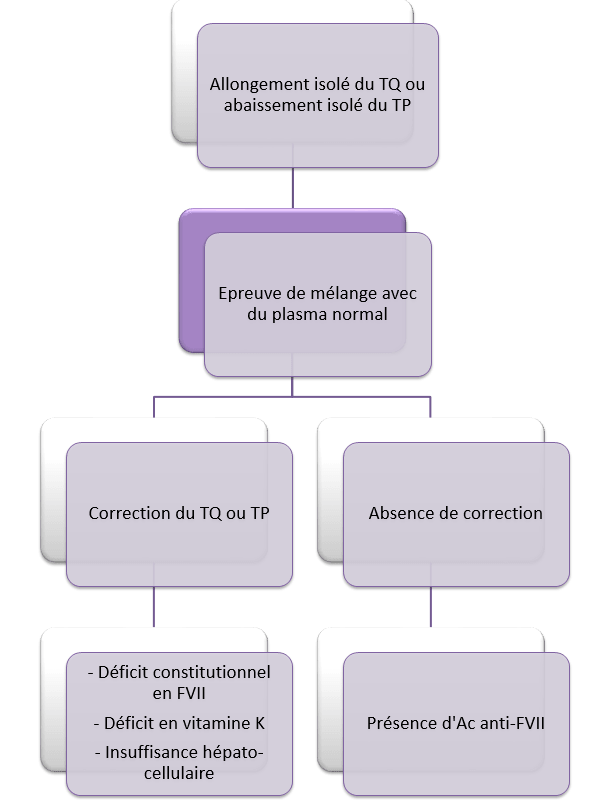 Allongement isolé du TQ ou
abaissement isolé du TP
Epreuve de mélange avec
du plasma normal
Correction du TQ ou TP
Absence de correction
- Déficit constitutionnel
en FVII
- Déficit en vitamine K
- Insuffisance hépato-
cellulaire
Présence d'Ac anti-FVII